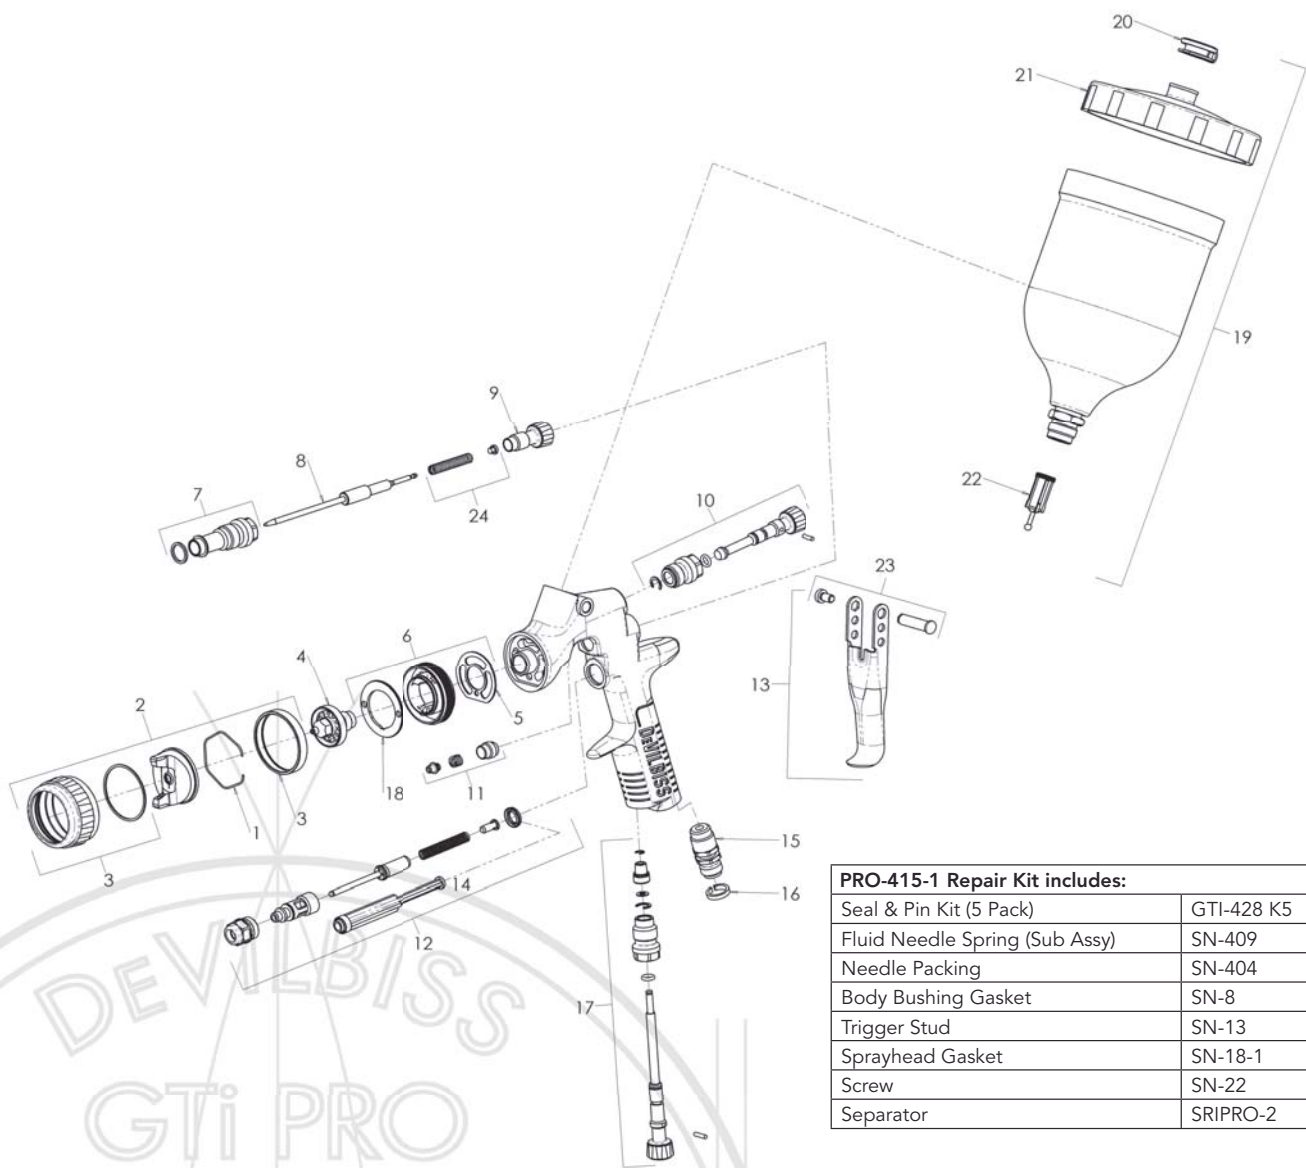 20
21
19
9
8
7
24
22
10
23
6
4
13
2
5
18
11
3
1
3
14
15
16
12
17
DEVILBISS
DEVILBISS
GTi PRO
PRO-415-1 Repair Kit includes:
Seal & Pin Kit (5 Pack) GTI-428 K5
Fluid Needle Spring (Sub Assy) SN-409
Needle Packing SN-404
Body Bushing Gasket SN-8
Trigger Stud SN-13
Sprayhead Gasket SN-18-1
Screw SN-22
Separator SRIPRO-2